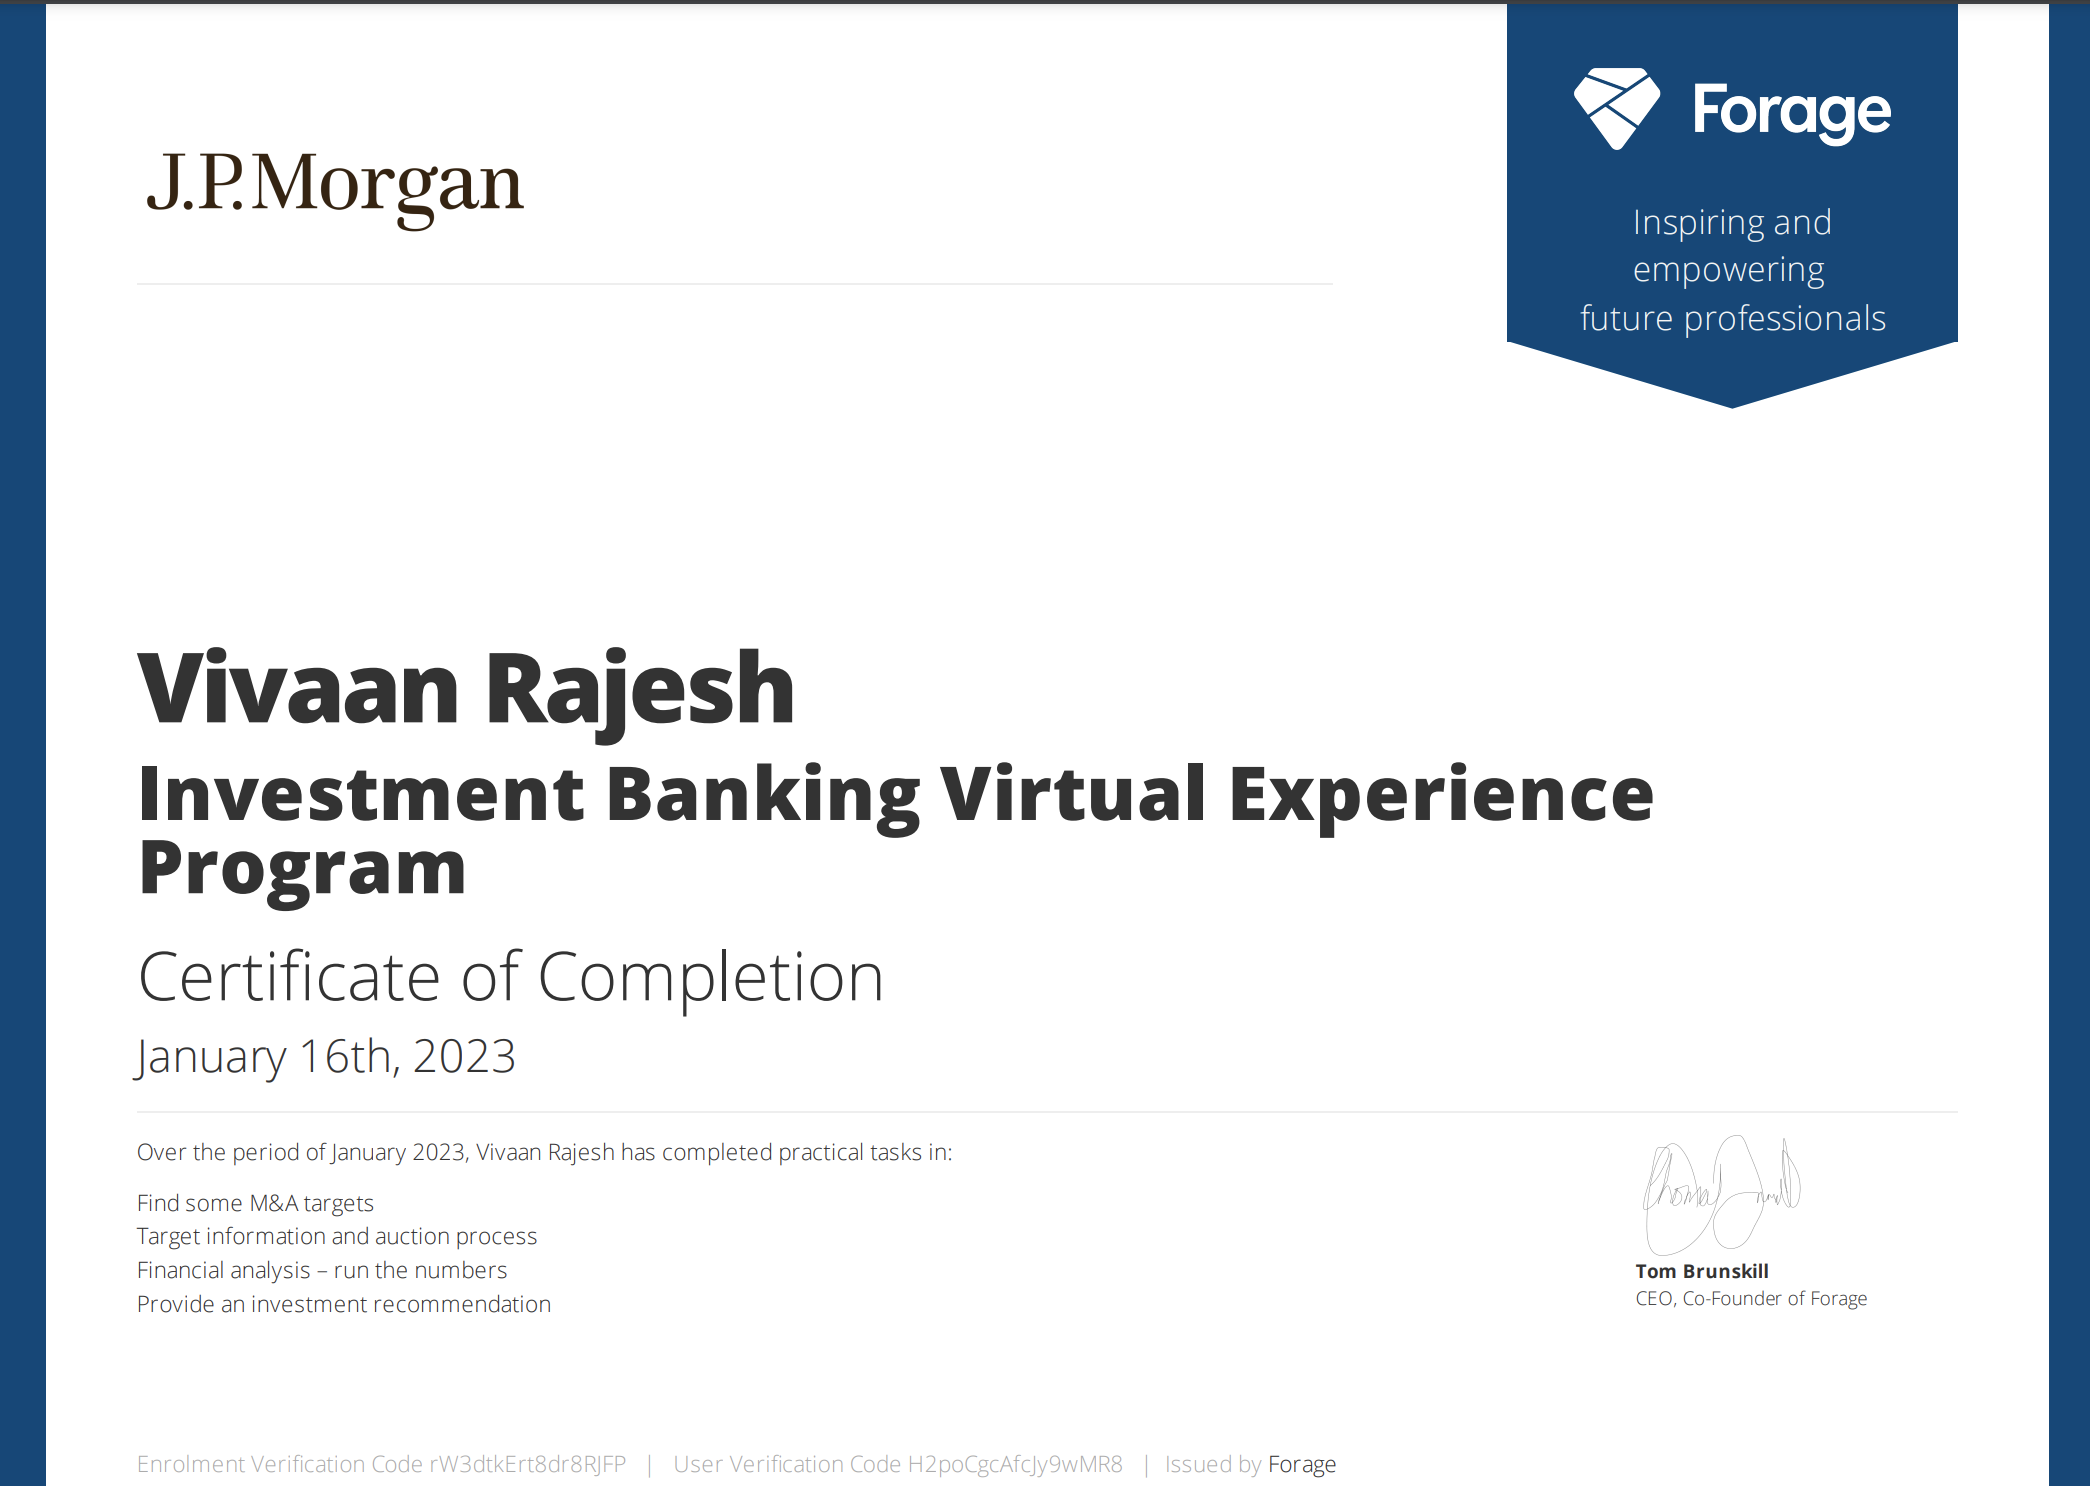 J.P.Morgan
Forage
Inspiring and
empowering
future professionals
Vivaan Rajesh
Investment Banking Virtual Experience
Program
Certificate of Completion
January 16th, 2023
Over the period of January 2023, Vivaan Rajesh has completed practical tasks in:
Find some M&A targets
Target information and auction process
Financial analysis – run the numbers
Provide an investment recommendation
Tom Brunskill
CEO, Co-Founder of Forage
Enrolment Verification Code rW3dtkErt8dr8RJFP | User Verification Code H2poCgcAfcJy9wMR8 | Issued by Forage